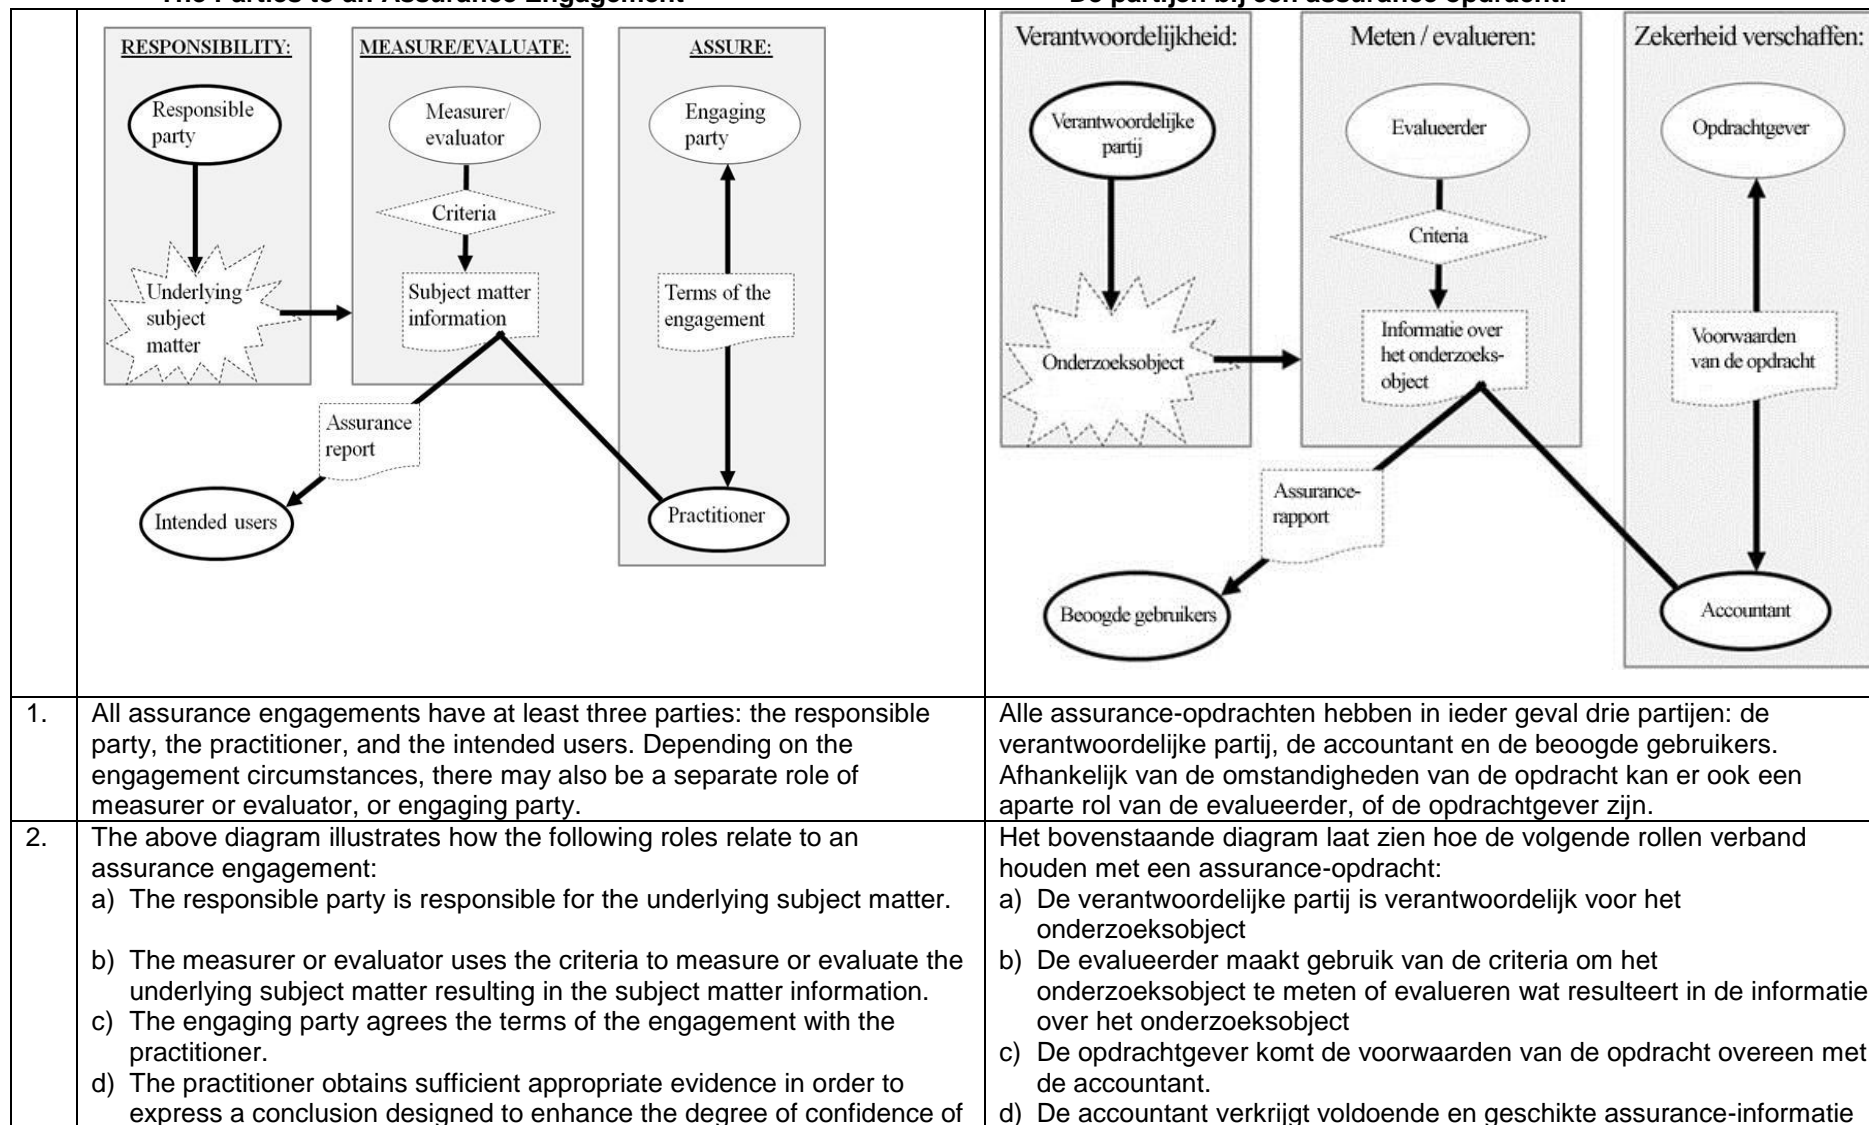 The Parties to an Assurance Engagement
De partijen bij een assurance opdracht:
RESPONSIBILITY:
MEASURE/EVALUATE:
ASSURE:
Responsible
party
Measurer/
evaluator
Engaging
party
Criteria
Underlying
subject
matter
Subject matter
information
Terms of the
engagement
Assurance
report
Intended users
Practitioner
Verantwoordelijkheid:
Meten / evalueren:
Zekerheid verschaffen:
Verantwoordelijke
partij
Evalueerder
Opdrachtgever
Criteria
Onderzoeksobject
Informatie over
het onderzoeks-
object
Voorwaarden
van de opdracht
Assurance-
rapport
Beoogde gebruikers
Accountant
1.
All assurance engagements have at least three parties: the responsible
party, the practitioner, and the intended users. Depending on the
engagement circumstances, there may also be a separate role of
measurer or evaluator, or engaging party.
Alle assurance-opdrachten hebben in ieder geval drie partijen: de
verantwoordelijke partij, de accountant en de beoogde gebruikers.
Afhankelijk van de omstandigheden van de opdracht kan er ook een
aparte rol van de evalueerder, of de opdrachtgever zijn.
2.
The above diagram illustrates how the following roles relate to an
assurance engagement:
a) The responsible party is responsible for the underlying subject matter.
b) The measurer or evaluator uses the criteria to measure or evaluate the
underlying subject matter resulting in the subject matter information.
c) The engaging party agrees the terms of the engagement with the
practitioner.
d) The practitioner obtains sufficient appropriate evidence in order to
express a conclusion designed to enhance the degree of confidence of
Het bovenstaande diagram laat zien hoe de volgende rollen verband
houden met een assurance-opdracht:
a) De verantwoordelijke partij is verantwoordelijk voor het
onderzoeksobject
b) De evalueerder maakt gebruik van de criteria om het
onderzoeksobject te meten of evalueren wat resulteert in de informatie
over het onderzoeksobject
c) De opdrachtgever komt de voorwaarden van de opdracht overeen met
de accountant.
d) De accountant verkrijgt voldoende en geschikte assurance-informatie